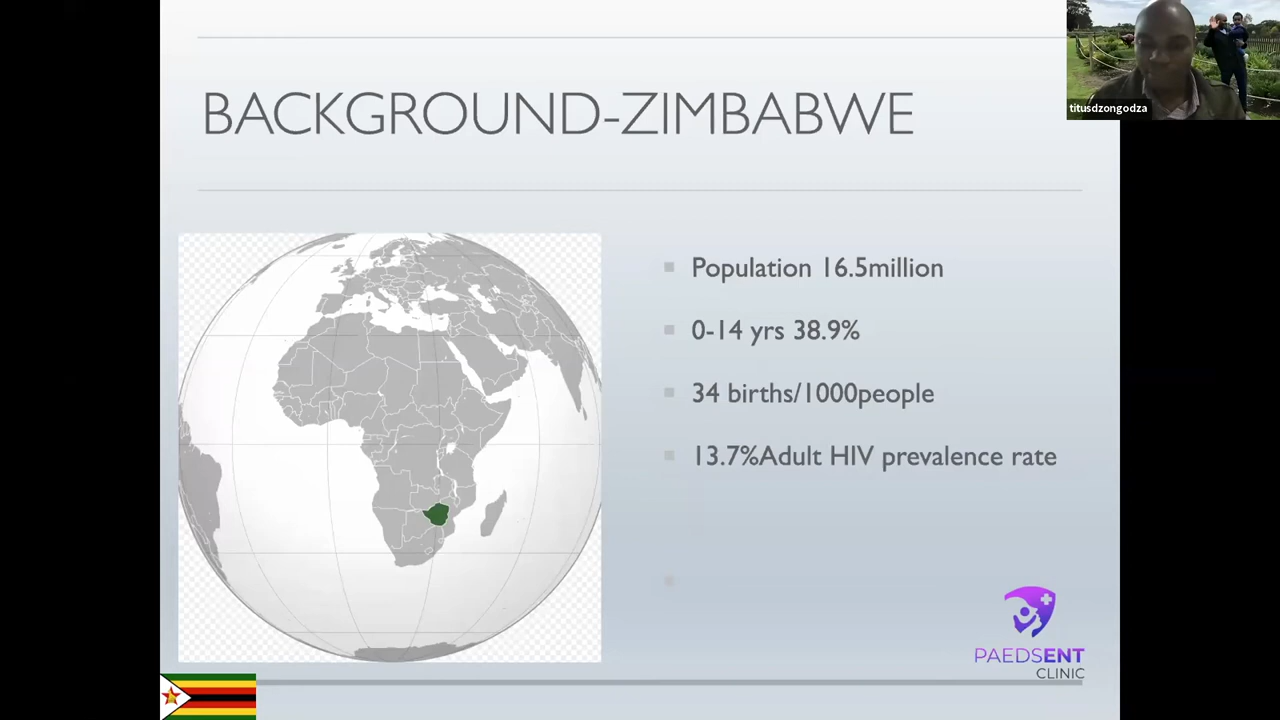 titusdzongodza
BACKGROUND-ZIMBABWE
Population 16.5million
0-14 yrs 38.9%
34 births/1000people
13.7%Adult HIV prevalence rate
PAEDSENT
CLINIC